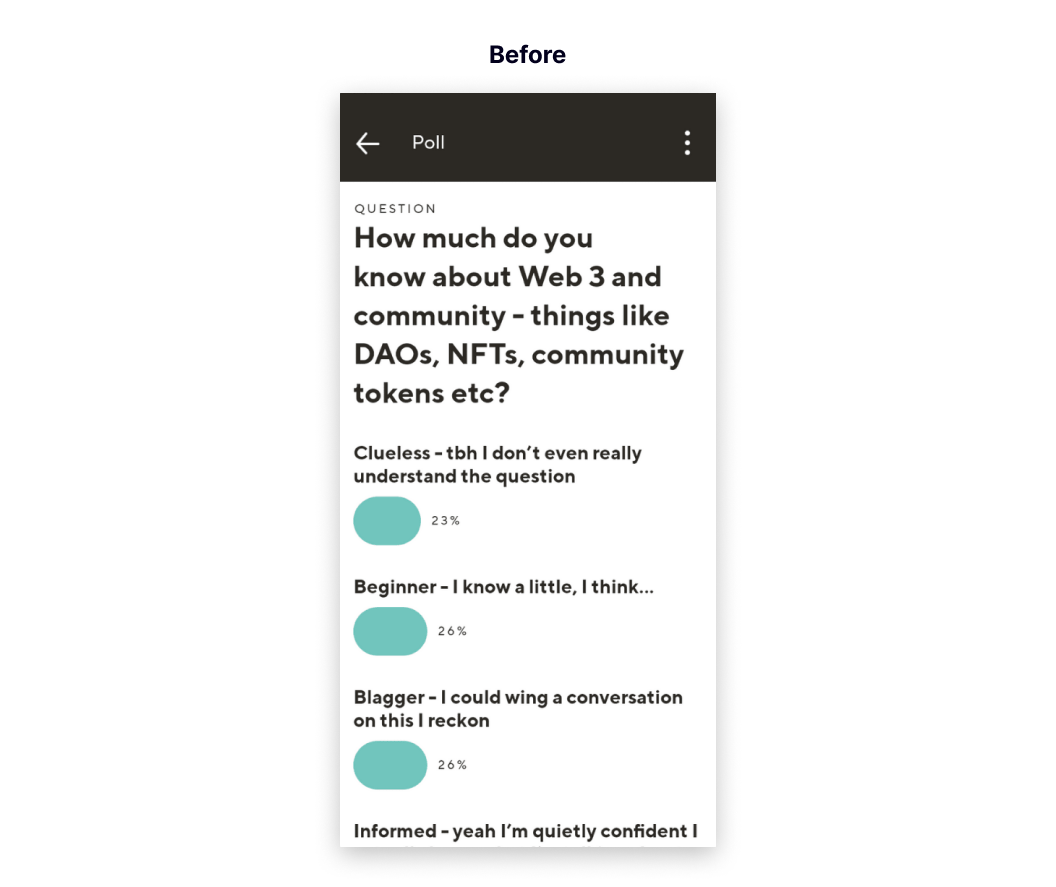 Before
Poll
QUESTION
How much do you
know about Web 3 and
community - things like
DAOs, NFTs, community
tokens etc?
Clueless - tbh I don’t even really
understand the question
23%
Beginner - I know a little, I think...
26%
Blagger - I could wing a conversation
on this I reckon
26%
Informed - yeah I’m quietly confident I